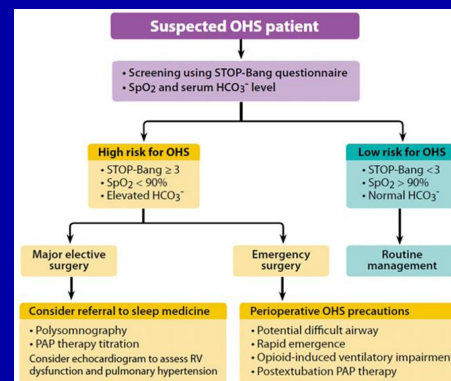 Suspected OHS patient
• Screening using STOP-Bang questionnaire
• SpO₂ and serum HCO₃⁻ level
High risk for OHS
• STOP-Bang ≥ 3
• SpO₂ < 90%
• Elevated HCO₃⁻
Low risk for OHS
• STOP-Bang <3
• SpO₂ > 90%
• Normal HCO₃⁻
Major elective
surgery
Emergency
surgery
Routine
management
Consider referral to sleep medicine
• Polysomnography
• PAP therapy titration
Consider echocardiogram to assess RV
dysfunction and pulmonary hypertension
Perioperative OHS precautions
• Potential difficult airway
• Rapid emergence
• Opioid-induced ventilatory impairment
• Postextubation PAP therapy